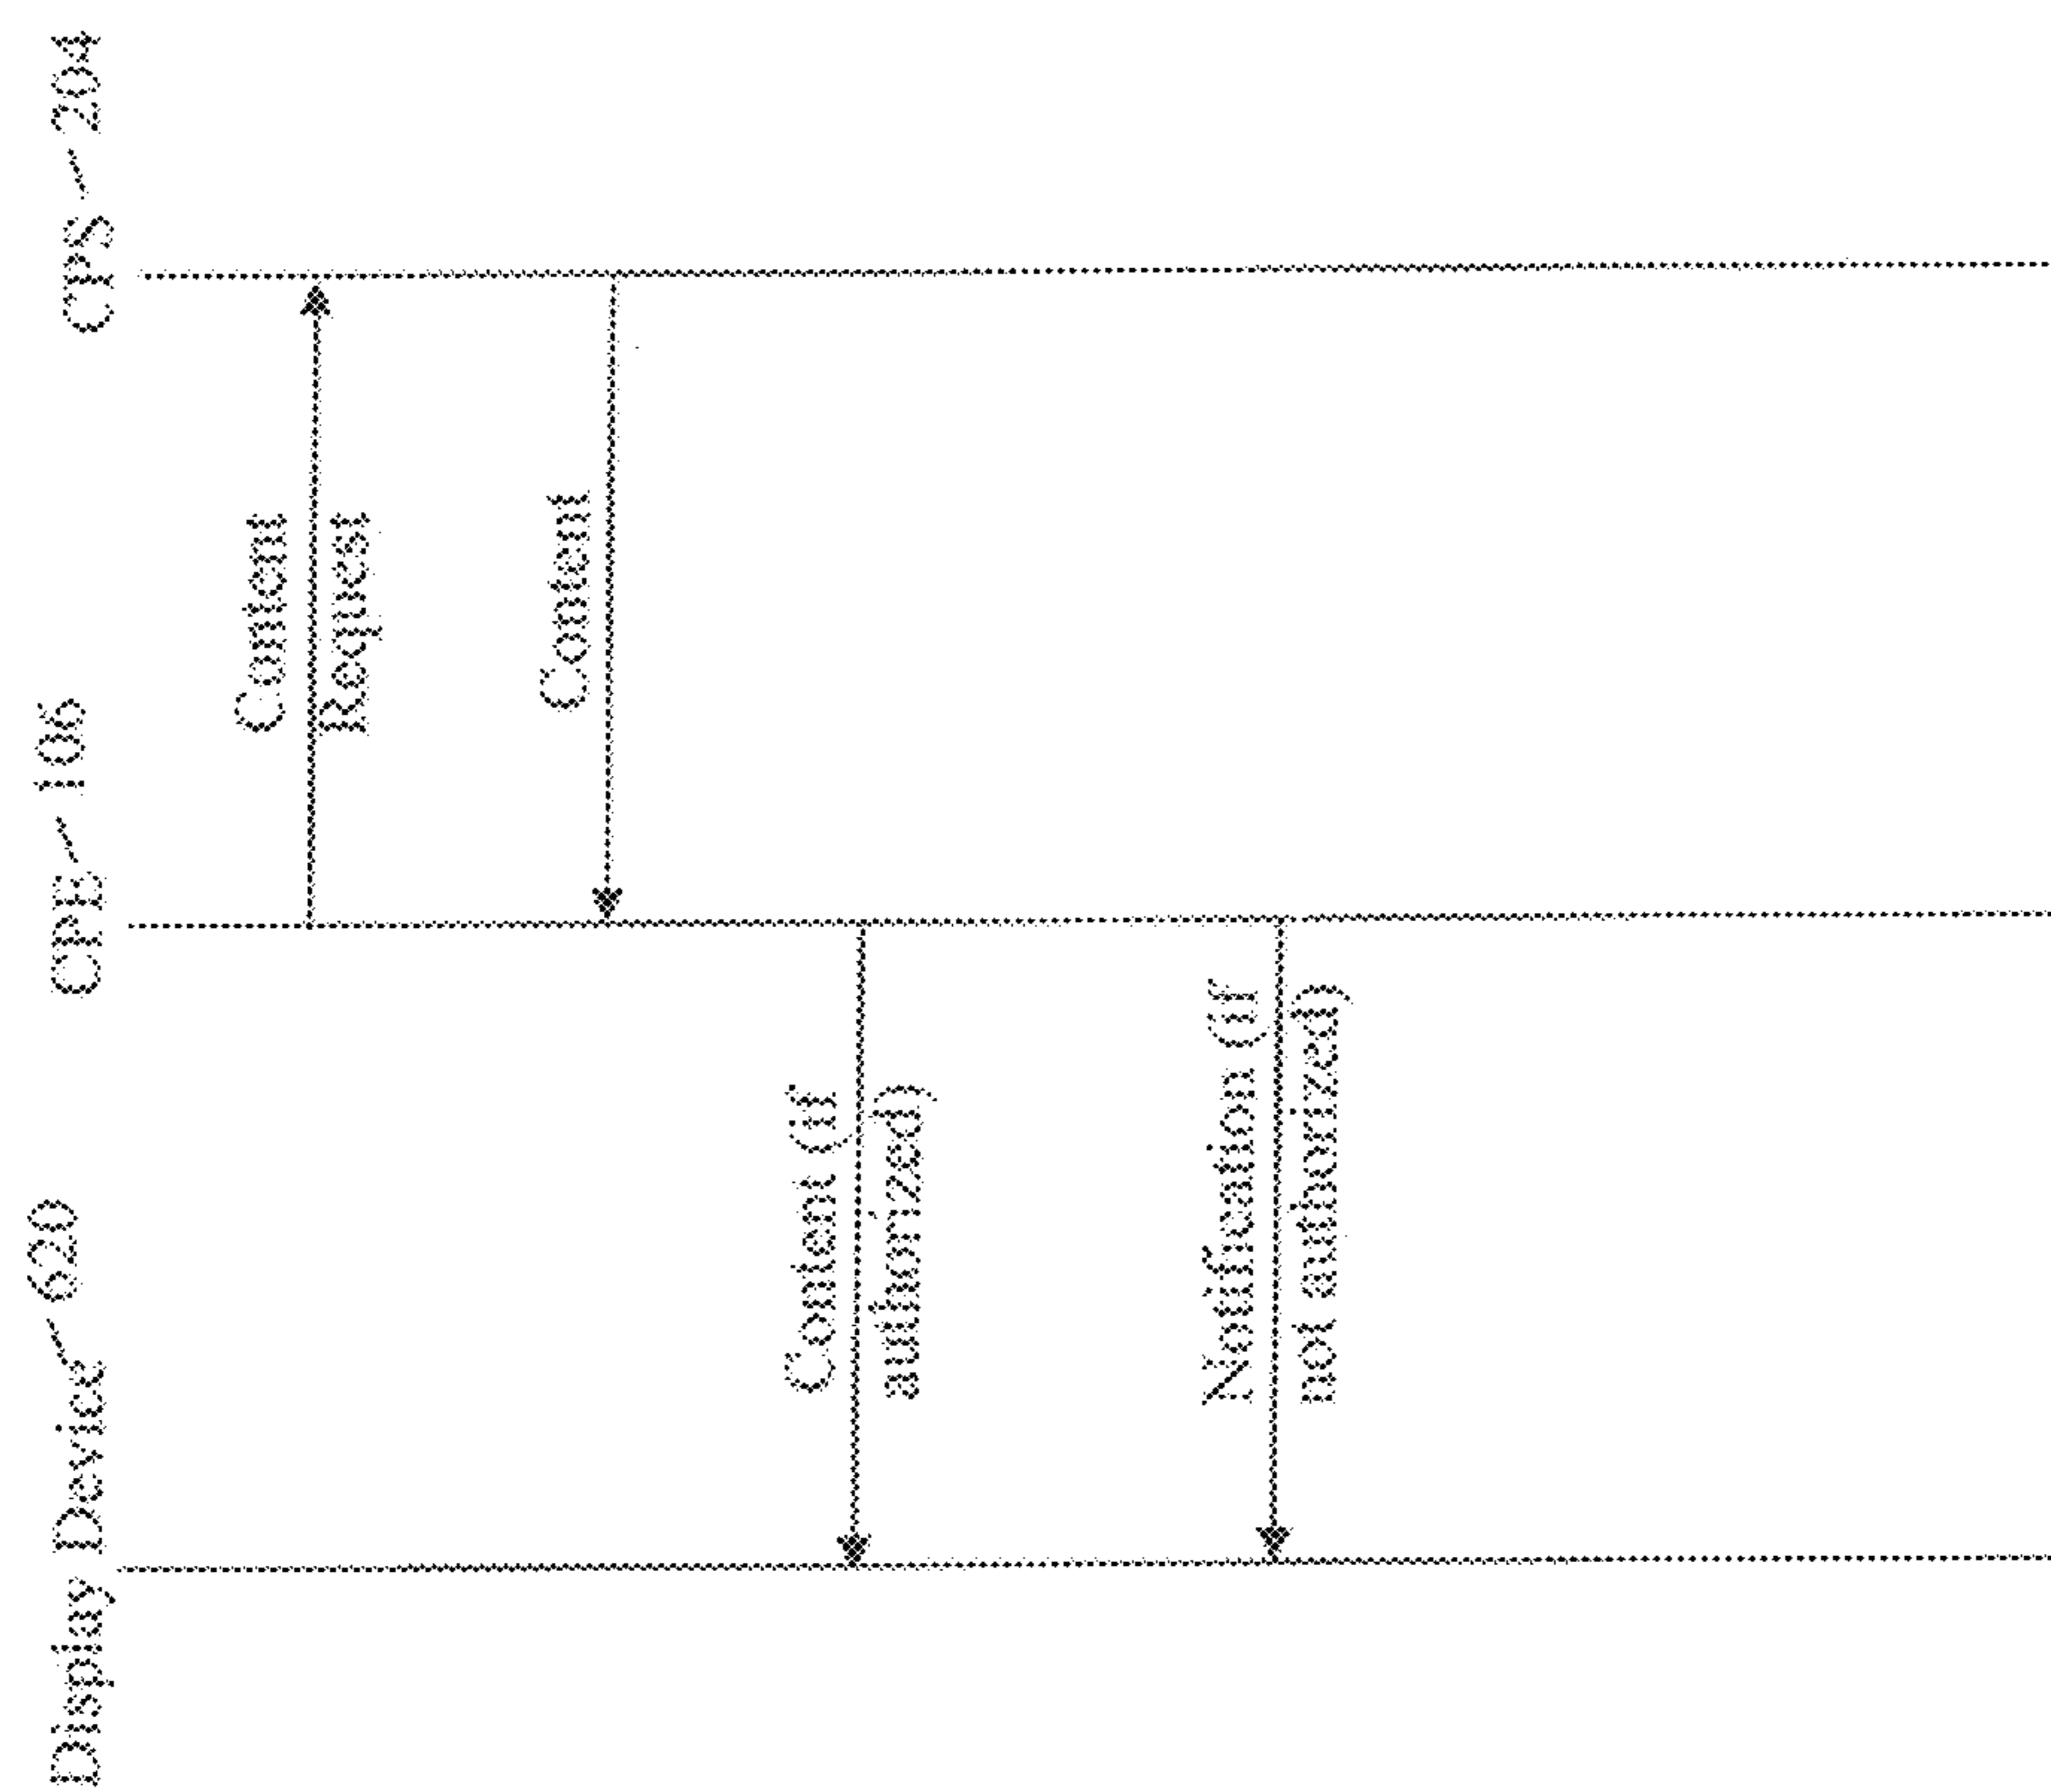 Display Device 620
CPE 106
CPS 204
Content
Request
Content
Content (if
authorized)
Notification (if
not authorized)